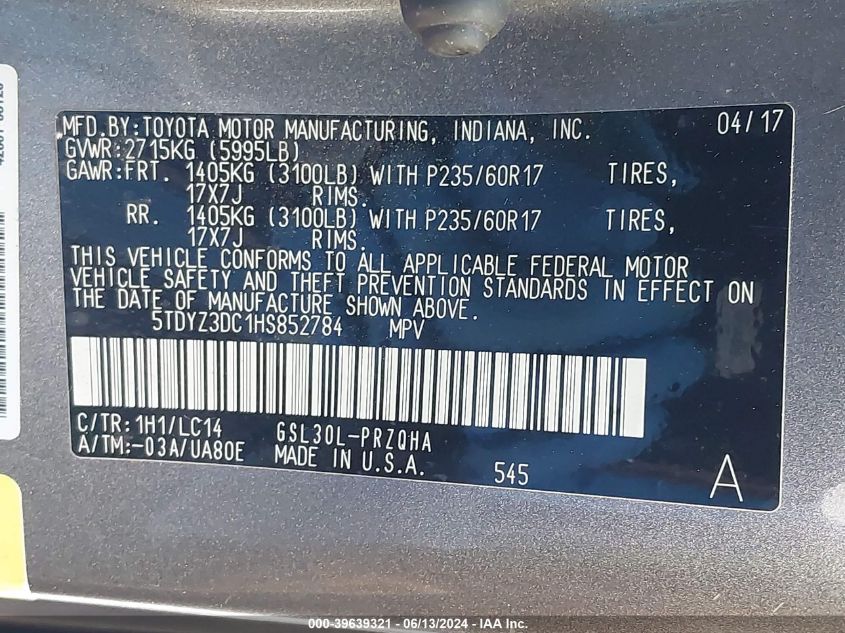 MFD.BY:TOYOTA MOTOR MANUFACTURING, INDIANA, INC. 04/17
GVWR:2715KG (5995LB)
GAWR:FRT. 1405KG (3100LB) WITH P235/60R17 TIRES,
17X7J RIMS.
RR. 1405KG (3100LB) WITH P235/60R17 TIRES,
17X7J RIMS.
THIS VEHICLE CONFORMS TO ALL APPLICABLE FEDERAL MOTOR
VEHICLE SAFETY AND THEFT PREVENTION STANDARDS IN EFFECT ON
THE DATE OF MANUFACTURE SHOWN ABOVE.
5TDYZ3DC1HS852784 MPV
C/TR:1H1/LC14 GSL30L-PRZQHA
A/TM:-03A/UA80E MADE IN U.S.A. 545 A
000-39639321 - 06/13/2024 - IAA Inc.